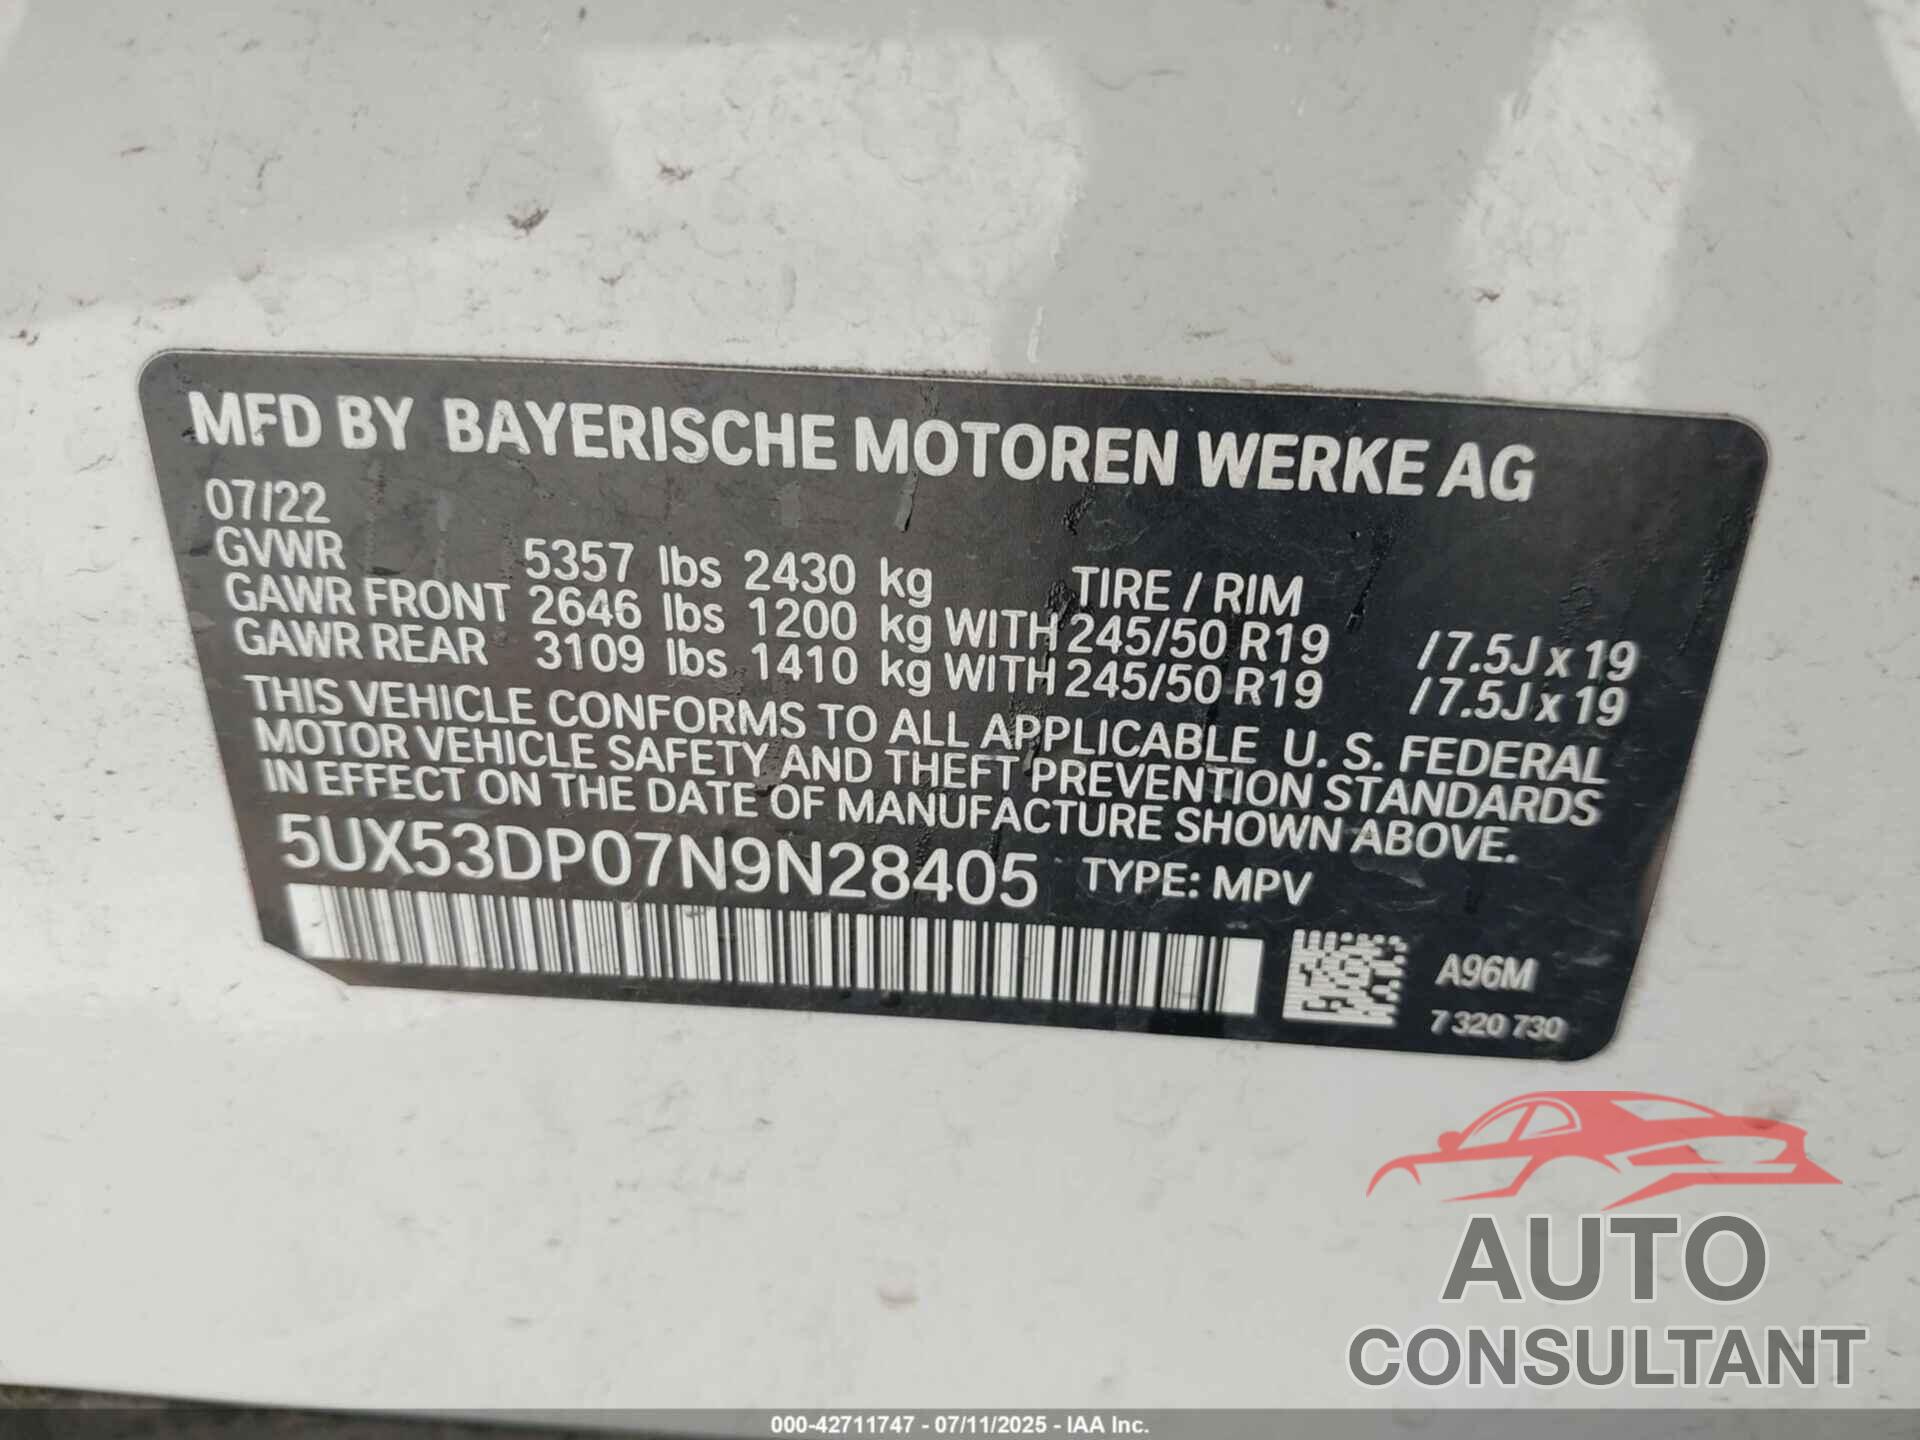 MFD BY BAYERISCHE MOTOREN WERKE AG
07/22
GVWR 5357 lbs 2430 kg TIRE / RIM
GAWR FRONT 2646 lbs 1200 kg WITH 245/50 R19 / 7.5J x 19
GAWR REAR 3109 lbs 1410 kg WITH 245/50 R19 / 7.5J x 19
THIS VEHICLE CONFORMS TO ALL APPLICABLE U. S. FEDERAL
MOTOR VEHICLE SAFETY AND THEFT PREVENTION STANDARDS
IN EFFECT ON THE DATE OF MANUFACTURE SHOWN ABOVE.
5UX53DP07N9N28405 TYPE: MPV
A96M
7 320 730
AUTO
CONSULTANT
000-42711747 - 07/11/2025 - IAA Inc.